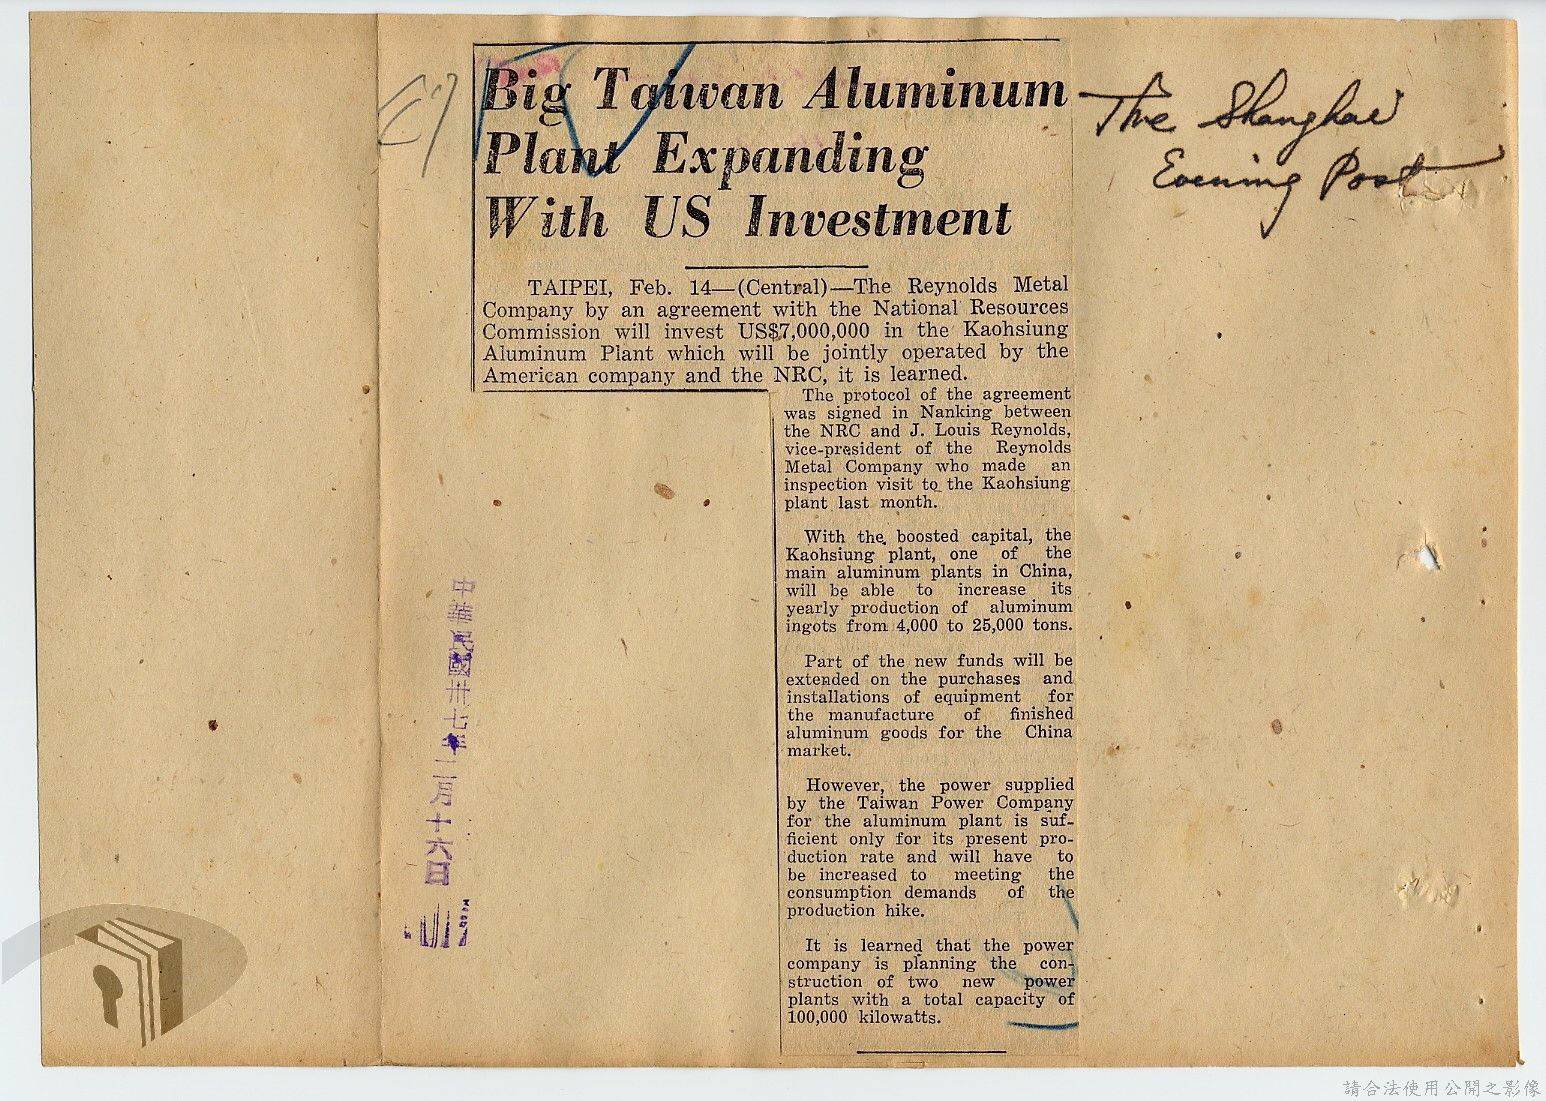 Big Taiwan Aluminum
Plant Expanding
With US Investment
The Shanghai
Evening Post
TAIPEI, Feb. 14—(Central)—The Reynolds Metal
Company by an agreement with the National Resources
Commission will invest US$7,000,000 in the Kaohsiung
Aluminum Plant which will be jointly operated by the
American company and the NRC, it is learned.
The protocol of the agreement
was signed in Nanking between
the NRC and J. Louis Reynolds,
vice-president of the Reynolds
Metal Company who made an
inspection visit to the Kaohsiung
plant last month.
With the boosted capital, the
Kaohsiung plant, one of the
main aluminum plants in China,
will be able to increase its
yearly production of aluminum
ingots from 4,000 to 25,000 tons.
Part of the new funds will be
extended on the purchases and
installations of equipment for
the manufacture of finished
aluminum goods for the China
market.
However, the power supplied
by the Taiwan Power Company
for the aluminum plant is suf-
ficient only for its present pro-
duction rate and will have to
be increased to meeting the
consumption demands of the
production hike.
It is learned that the power
company is planning the con-
struction of two new power
plants with a total capacity of
100,000 kilowatts.
中華民國卅七年二月十六日
請合法使用公開之影像